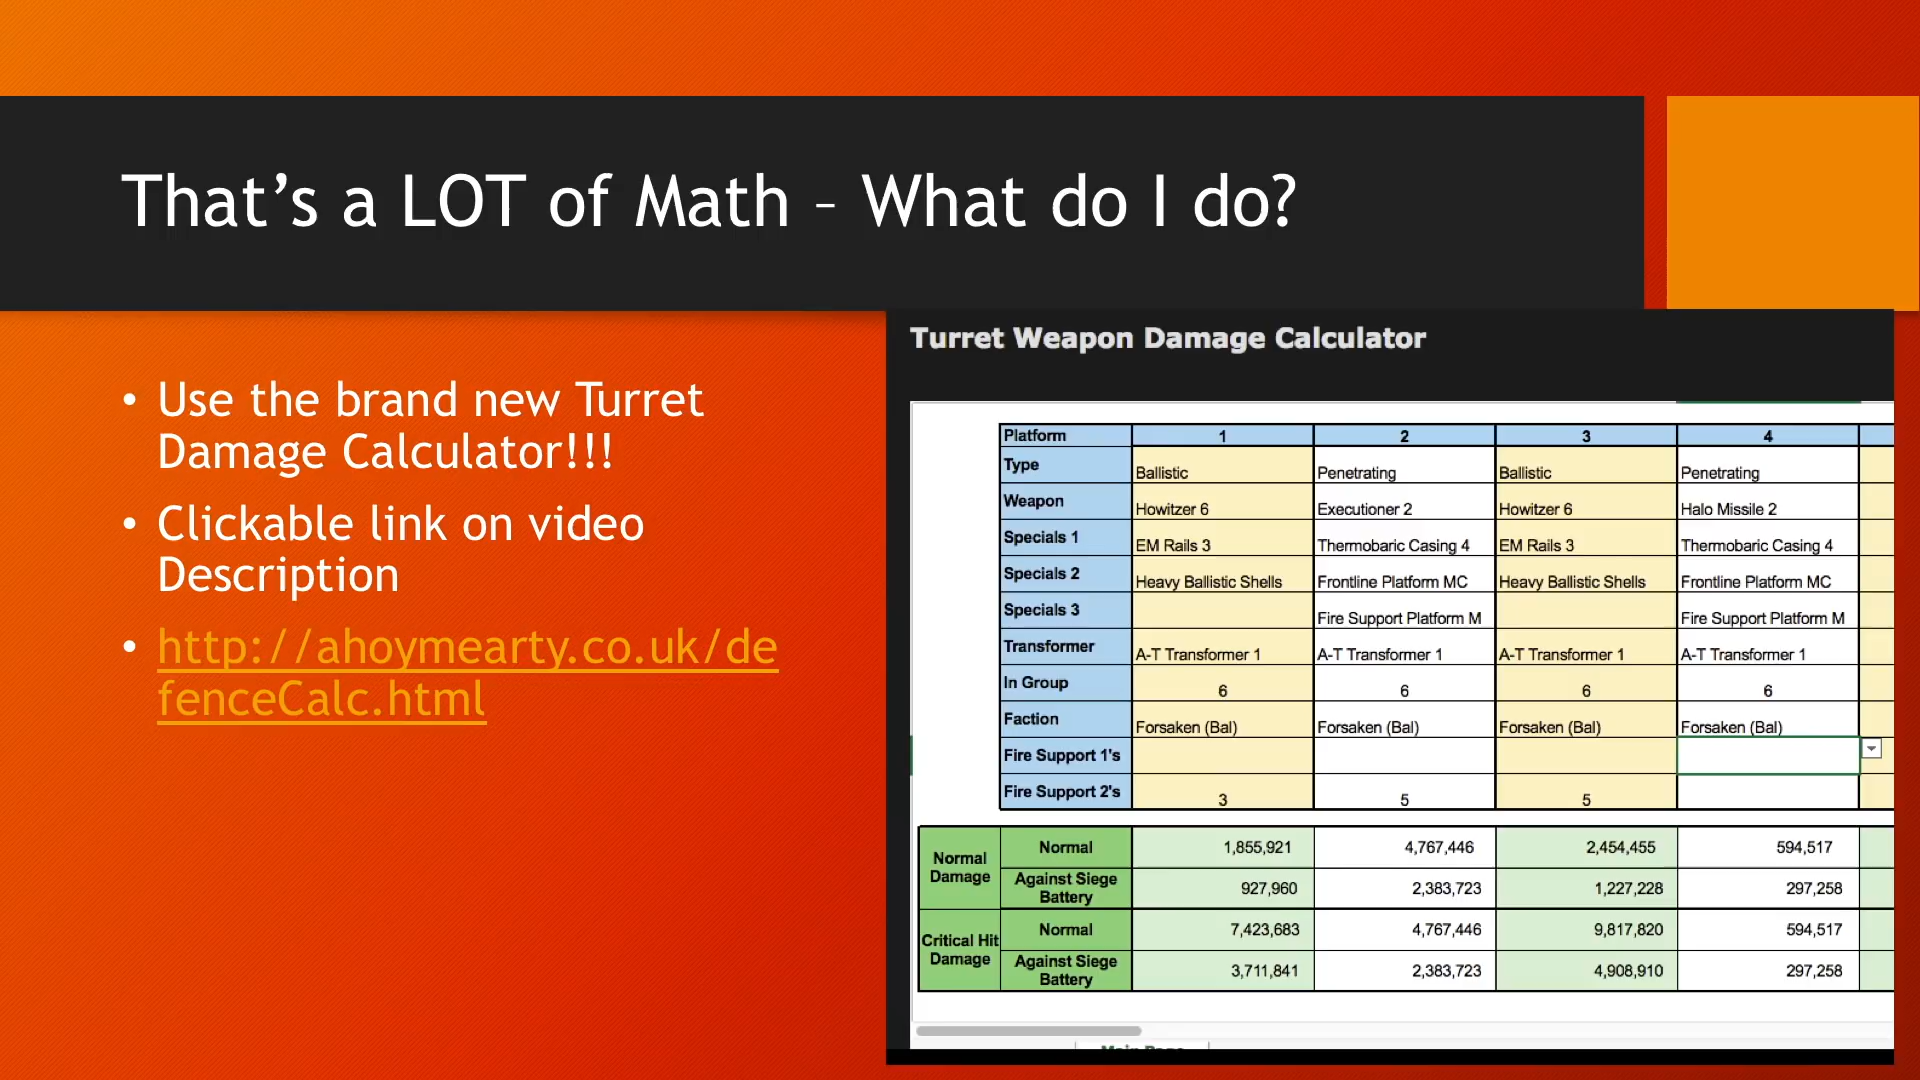 That’s a LOT of Math – What do I do?
• Use the brand new Turret
Damage Calculator!!!
• Clickable link on video
Description
• http://ahoymearty.co.uk/de
fenceCalc.html
Turret Weapon Damage Calculator
Platform 1 2 3 4
Type Ballistic Penetrating Ballistic Penetrating
Weapon Howitzer 6 Executioner 2 Howitzer 6 Halo Missile 2
Specials 1 EM Rails 3 Thermobaric Casing 4 EM Rails 3 Thermobaric Casing 4
Specials 2 Heavy Ballistic Shells Frontline Platform MC Heavy Ballistic Shells Frontline Platform MC
Specials 3 Fire Support Platform M Fire Support Platform M
Transformer A-T Transformer 1 A-T Transformer 1 A-T Transformer 1 A-T Transformer 1
In Group 6 6 6 6
Faction Forsaken (Bal) Forsaken (Bal) Forsaken (Bal) Forsaken (Bal)
Fire Support 1's
Fire Support 2's 3 5 5
Normal Damage
Normal 1,855,921 4,767,446 2,454,455 594,517
Against Siege Battery 927,960 2,383,723 1,227,228 297,258
Critical Hit Damage
Normal 7,423,683 4,767,446 9,817,820 594,517
Against Siege Battery 3,711,841 2,383,723 4,908,910 297,258